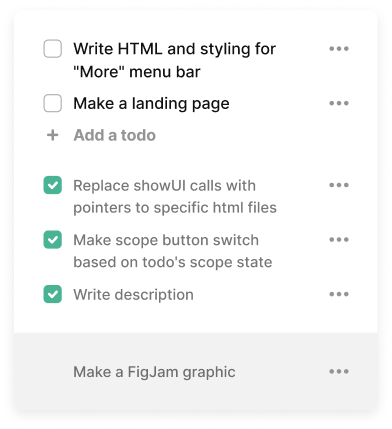 Write HTML and styling for
"More" menu bar
Make a landing page
Add a todo
Replace showUI calls with
pointers to specific html files
Make scope button switch
based on todo's scope state
Write description
Make a FigJam graphic